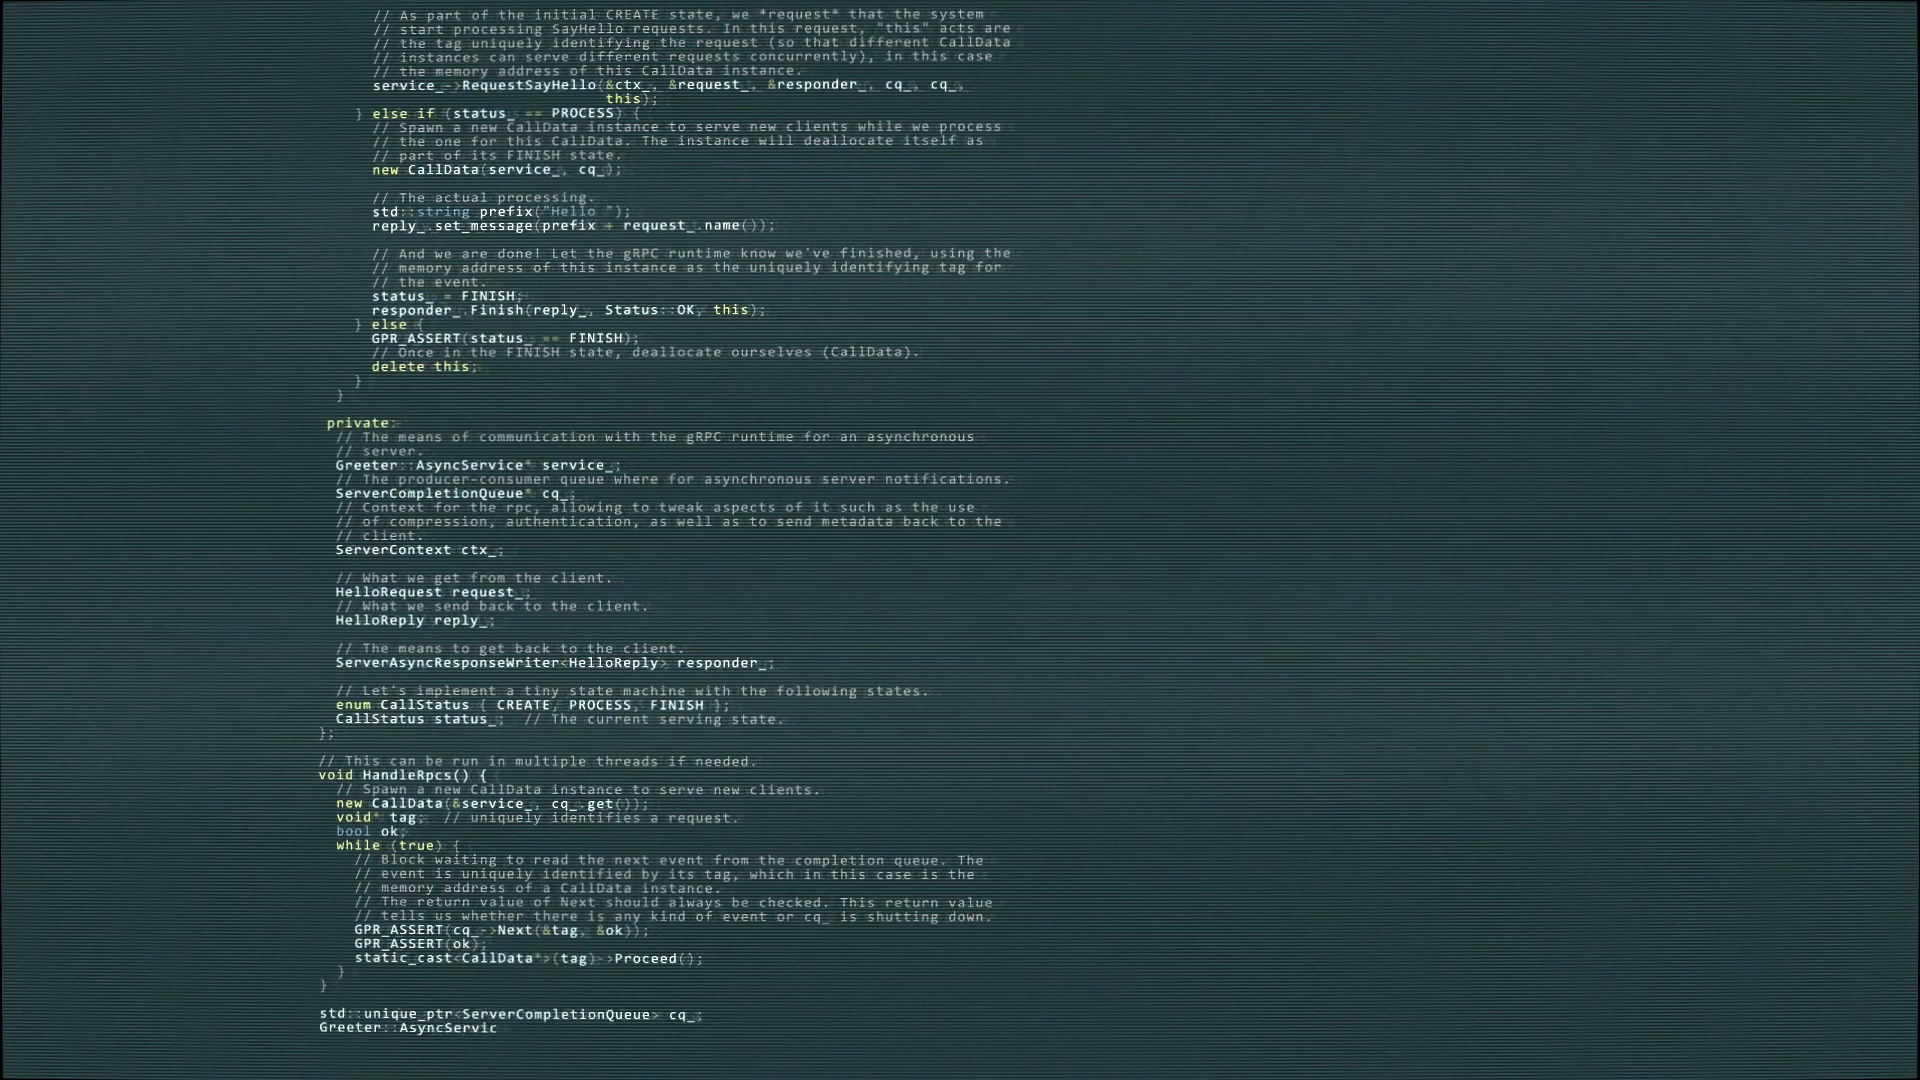 // As part of the initial CREATE state, we *request* that the system
// start processing SayHello requests. In this request, "this" acts are
// the tag uniquely identifying the request (so that different CallData
// instances can serve different requests concurrently), in this case
// the memory address of this CallData instance.
service_->RequestSayHello(&ctx_, &request_, &responder_, cq_, cq_,
this);
} else if (status_ == PROCESS) {
// Spawn a new CallData instance to serve new clients while we process
// the one for this CallData. The instance will deallocate itself as
// part of its FINISH state.
new CallData(service_, cq_);
// The actual processing.
std::string prefix("Hello ");
reply_.set_message(prefix + request_.name());
// And we are done! Let the gRPC runtime know we've finished, using the
// memory address of this instance as the uniquely identifying tag for
// the event.
status_ = FINISH;
responder_.Finish(reply_, Status::OK, this);
} else {
GPR_ASSERT(status_ == FINISH);
// Once in the FINISH state, deallocate ourselves (CallData).
delete this;
}
}
private:
// The means of communication with the gRPC runtime for an asynchronous
// server.
Greeter::AsyncService* service_;
// The producer-consumer queue where for asynchronous server notifications.
ServerCompletionQueue* cq_;
// Context for the rpc, allowing to tweak aspects of it such as the use
// of compression, authentication, as well as to send metadata back to the
// client.
ServerContext ctx_;
// What we get from the client.
HelloRequest request_;
// What we send back to the client.
HelloReply reply_;
// The means to get back to the client.
ServerAsyncResponseWriter<HelloReply> responder_;
// Let's implement a tiny state machine with the following states.
enum CallStatus { CREATE, PROCESS, FINISH };
CallStatus status_; // The current serving state.
};
// This can be run in multiple threads if needed.
void HandleRpcs() {
// Spawn a new CallData instance to serve new clients.
new CallData(&service_, cq_.get());
void* tag; // uniquely identifies a request.
bool ok;
while (true) {
// Block waiting to read the next event from the completion queue. The
// event is uniquely identified by its tag, which in this case is the
// memory address of a CallData instance.
// The return value of Next should always be checked. This return value
// tells us whether there is any kind of event or cq_ is shutting down.
GPR_ASSERT(cq_->Next(&tag, &ok));
GPR_ASSERT(ok);
static_cast<CallData*>(tag)->Proceed();
}
}
std::unique_ptr<ServerCompletionQueue> cq_;
Greeter::AsyncServic